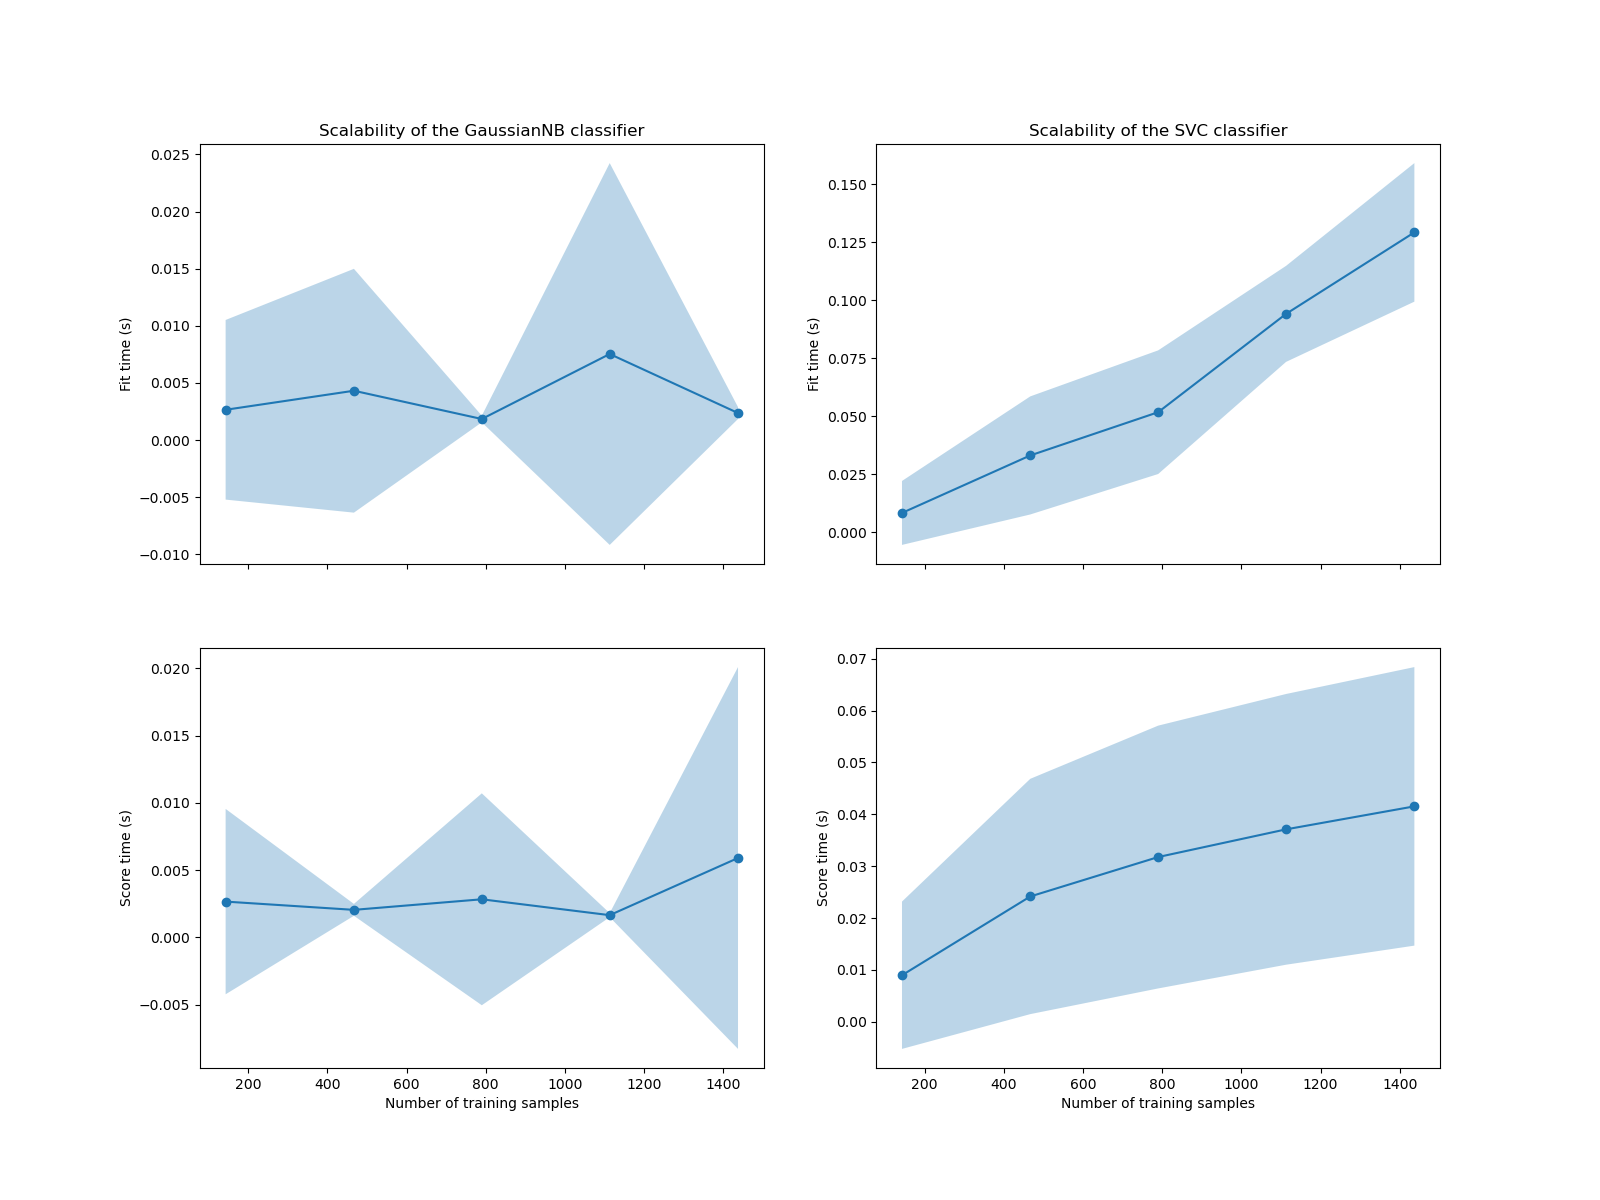 Scalability of the GaussianNB classifier
Fit time (s)
0.025
0.020
0.015
0.010
0.005
0.000
−0.005
−0.010
Scalability of the SVC classifier
Fit time (s)
0.150
0.125
0.100
0.075
0.050
0.025
0.000
Score time (s)
0.020
0.015
0.010
0.005
0.000
−0.005
200 400 600 800 1000 1200 1400
Number of training samples
Score time (s)
0.07
0.06
0.05
0.04
0.03
0.02
0.01
0.00
200 400 600 800 1000 1200 1400
Number of training samples